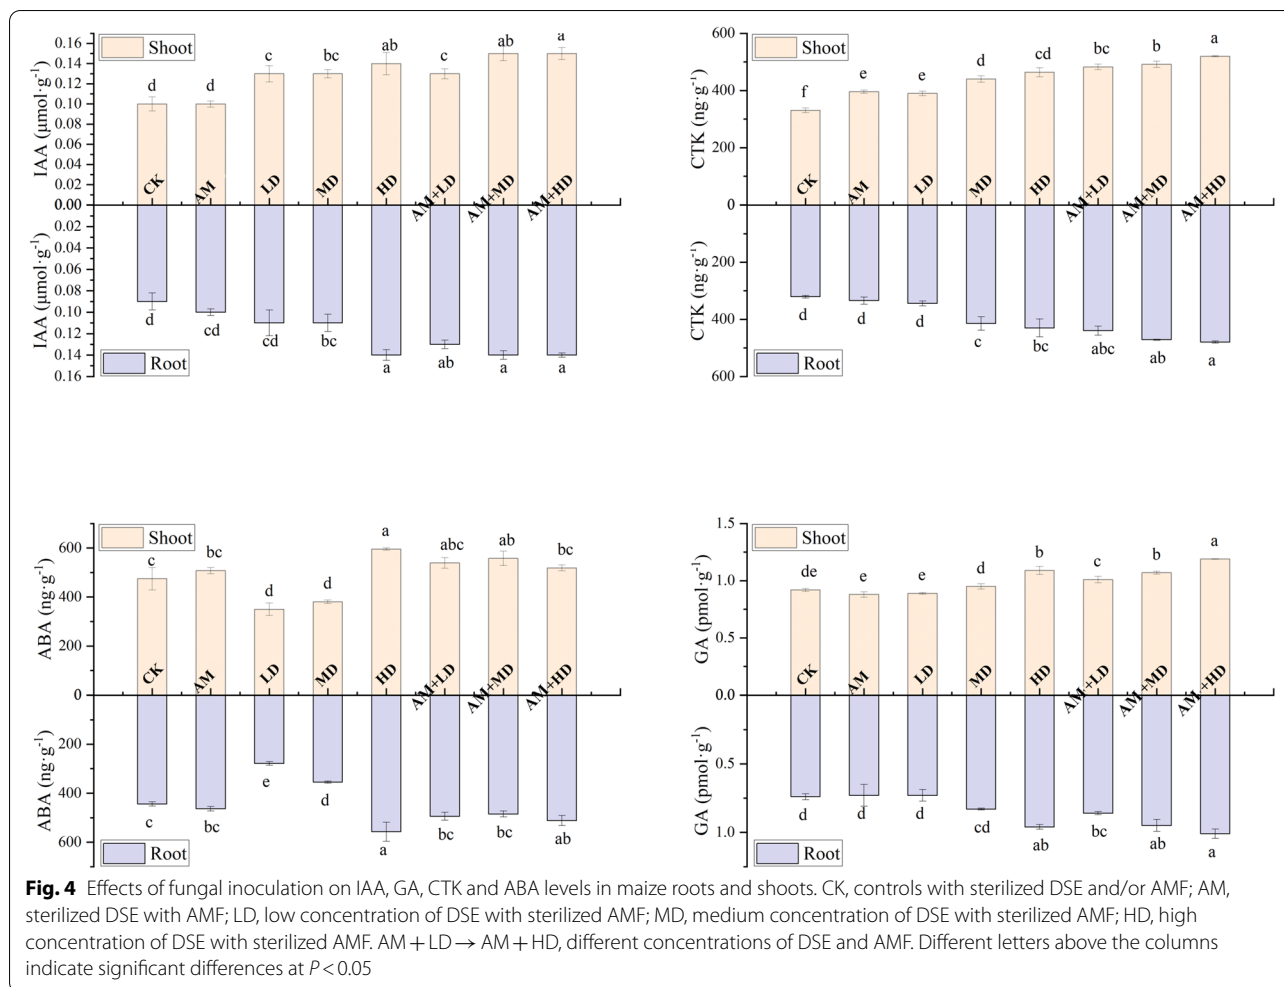 Shoot
0.16
0.14
0.12
0.10
0.08
0.06
0.04
0.02
0.00
0.02
0.04
0.06
0.08
0.10
0.12
0.14
0.16
IAA (μmol·g⁻¹)
IAA (μmol·g⁻¹)
d d c bc ab c ab a
CK AM LD MD HD AM+LD AM+MD AM+HD
d cd cd bc a ab a a
Root
Shoot
600
400
200
0
200
400
600
CTK (ng·g⁻¹)
CTK (ng·g⁻¹)
f e e d cd bc b a
CK AM LD MD HD AM+LD AM+MD AM+HD
d d d c bc abc ab a
Root
Shoot
600
400
200
0
200
400
600
ABA (ng·g⁻¹)
ABA (ng·g⁻¹)
c bc d d a abc ab bc
CK AM LD MD HD AM+LD AM+MD AM+HD
c bc e d a bc bc ab
Root
Shoot
1.5
1.0
0.5
0.0
0.5
1.0
GA (pmol·g⁻¹)
GA (pmol·g⁻¹)
de e e d b c b a
CK AM LD MD HD AM+LD AM+MD AM+HD
d d d cd ab bc ab a
Root
Fig. 4 Effects of fungal inoculation on IAA, GA, CTK and ABA levels in maize roots and shoots. CK, controls with sterilized DSE and/or AMF; AM,
sterilized DSE with AMF; LD, low concentration of DSE with sterilized AMF; MD, medium concentration of DSE with sterilized AMF; HD, high
concentration of DSE with sterilized AMF. AM + LD → AM + HD, different concentrations of DSE and AMF. Different letters above the columns
indicate significant differences at P < 0.05